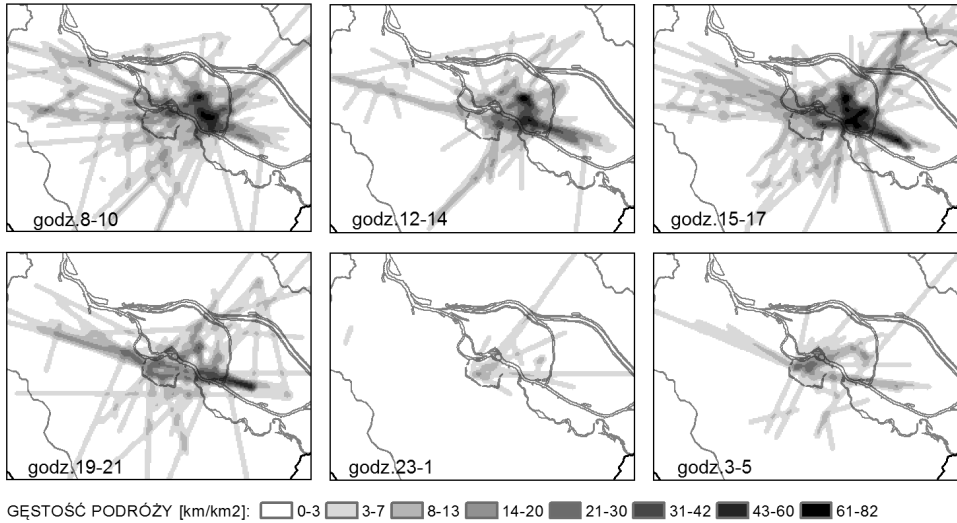 godz.8-10
godz.12-14
godz.15-17
godz.19-21
godz.23-1
godz.3-5
GĘSTOŚĆ PODRÓŻY [km/km2]: 0-3 3-7 8-13 14-20 21-30 31-42 43-60 61-82